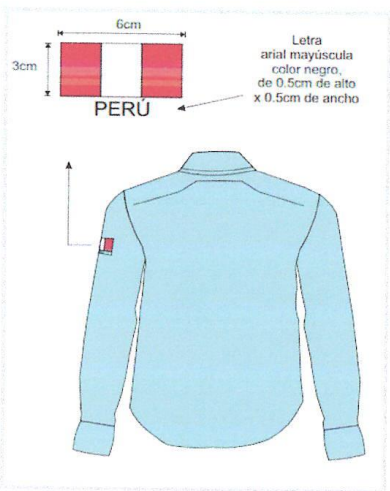 6cm
3cm
PERÚ
Letra
arial mayúscula
color negro,
de 0.5cm de alto
x 0.5cm de ancho